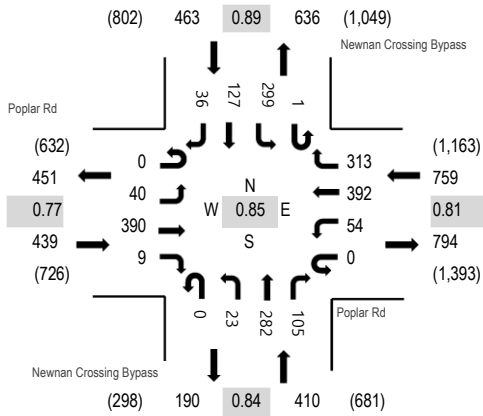 (802) 463 0.89 636 (1,049)
Newnan Crossing Bypass
36 127 299 1
Poplar Rd
(632) 0 313 (1,163)
451 40 N 392 759
0.77 390 W 0.85 E 54 0.81
439 9 S 0 794
(726) (1,393)
0 23 282 105
Poplar Rd
Newnan Crossing Bypass
(298) 190 0.84 410 (681)